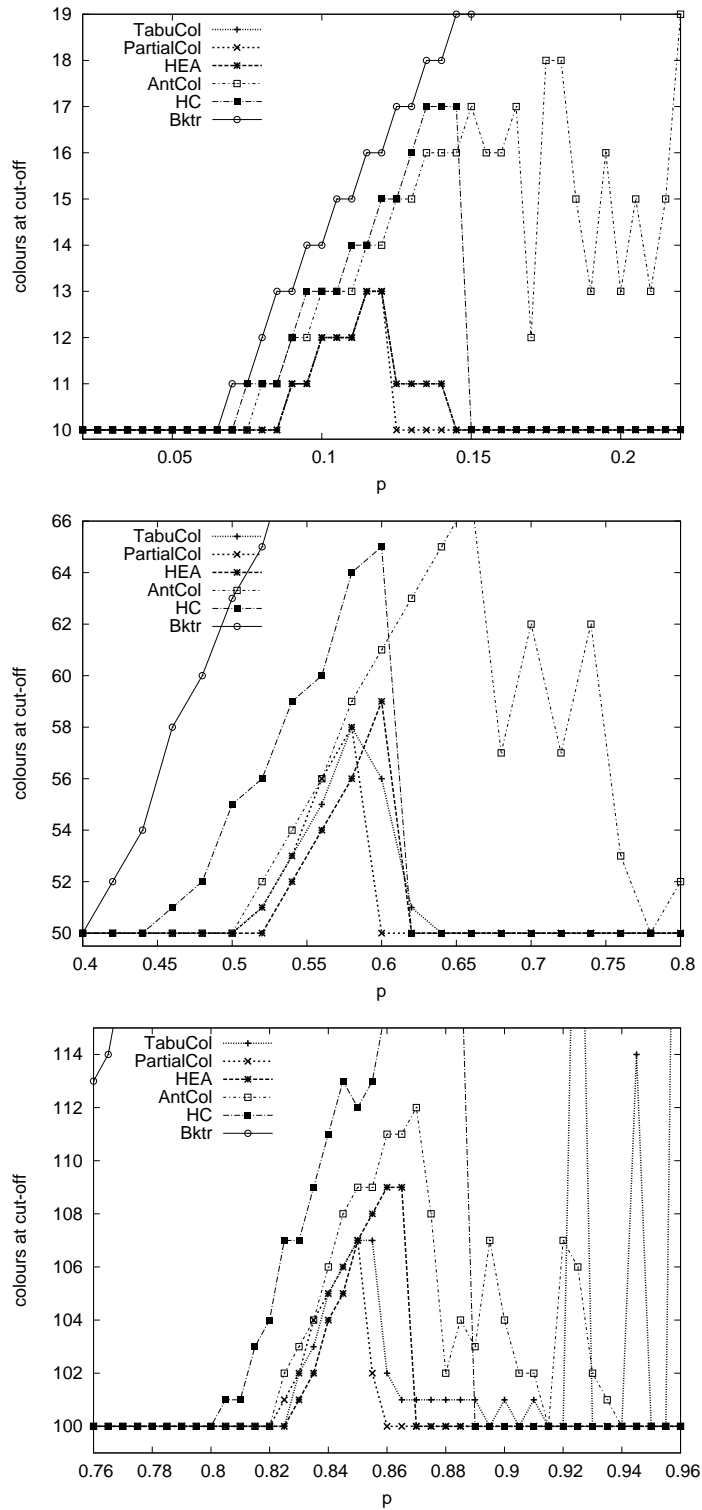 19
18
17
16
15
14
13
12
11
10
colours at cut-off
TabuCol
PartialCol
HEA
AntCol
HC
Bktr
0.05 0.1 0.15 0.2
p
66
64
62
60
58
56
54
52
50
colours at cut-off
TabuCol
PartialCol
HEA
AntCol
HC
Bktr
0.4 0.45 0.5 0.55 0.6 0.65 0.7 0.75 0.8
p
114
112
110
108
106
104
102
100
colours at cut-off
TabuCol
PartialCol
HEA
AntCol
HC
Bktr
0.76 0.78 0.8 0.82 0.84 0.86 0.88 0.9 0.92 0.94 0.96
p